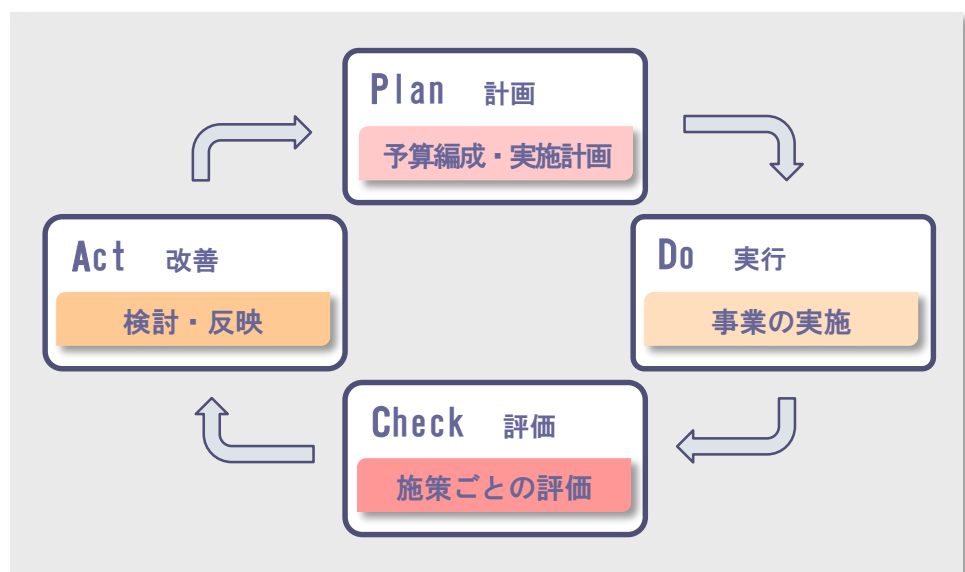 Plan 計画
予算編成・実施計画
Act 改善
検討・反映
Do 実行
事業の実施
Check 評価
施策ごとの評価